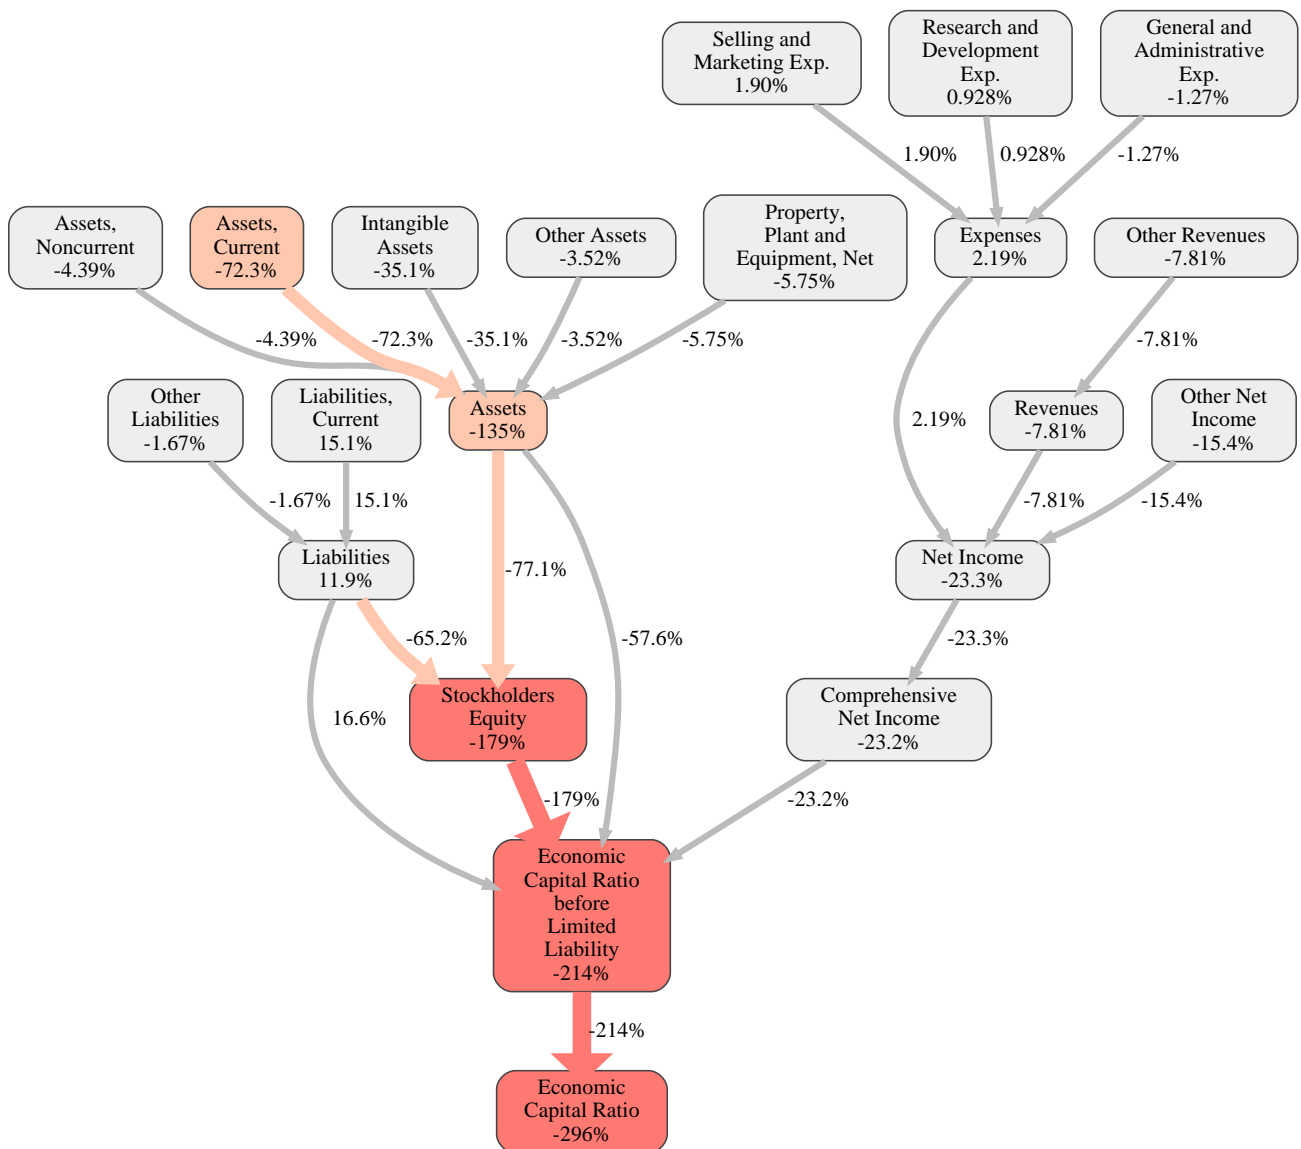 Selling and
Marketing Exp.
1.90%
Research and
Development
Exp.
0.928%
General and
Administrative
Exp.
-1.27%
1.90%
0.928%
-1.27%
Assets,
Noncurrent
-4.39%
Assets,
Current
-72.3%
Intangible
Assets
-35.1%
Other Assets
-3.52%
Property,
Plant and
Equipment, Net
-5.75%
Expenses
2.19%
Other Revenues
-7.81%
-4.39%
-72.3%
-35.1%
-3.52%
-5.75%
-7.81%
Other
Liabilities
-1.67%
Liabilities,
Current
15.1%
Assets
-135%
2.19%
Revenues
-7.81%
Other Net
Income
-15.4%
-1.67%
15.1%
-7.81%
-15.4%
Liabilities
11.9%
-77.1%
Net Income
-23.3%
-65.2%
-57.6%
-23.3%
16.6%
Stockholders
Equity
-179%
Comprehensive
Net Income
-23.2%
-179%
-23.2%
Economic
Capital Ratio
before
Limited
Liability
-214%
-214%
Economic
Capital Ratio
-296%